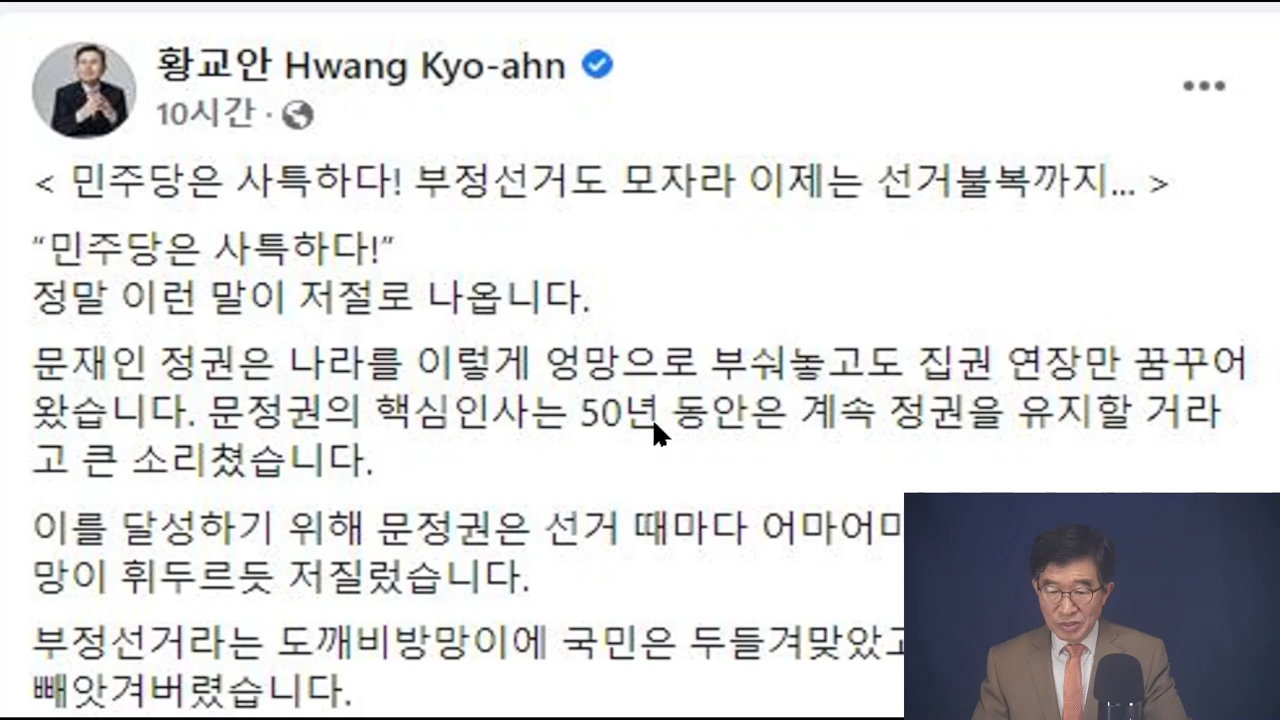 황교안 Hwang Kyo-ahn
10시간 ·
< 민주당은 사특하다! 부정선거도 모자라 이제는 선거불복까지... >
“민주당은 사특하다!”
정말 이런 말이 저절로 나옵니다.
문재인 정권은 나라를 이렇게 엉망으로 부숴놓고도 집권 연장만 꿈꾸어
왔습니다. 문정권의 핵심인사는 50년 동안은 계속 정권을 유지할 거라
고 큰 소리쳤습니다.
이를 달성하기 위해 문정권은 선거 때마다
망이 휘두르듯 저질렀습니다.
부정선거라는 도깨비방망이에 국민은 두들겨맞았고
빼앗겨버렸습니다.